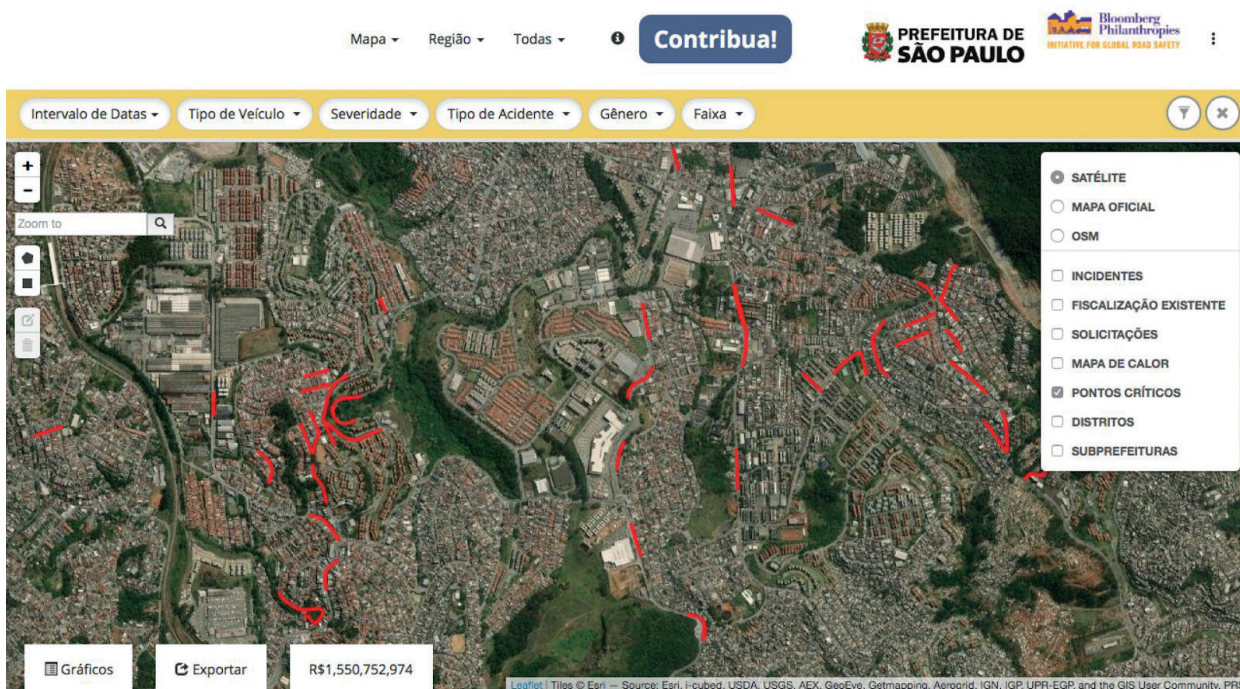 Mapa
Região
Todas
Contribua!
PREFEITURA DE
SÃO PAULO
Bloomberg
Philanthropies
INITIATIVE FOR GLOBAL ROAD SAFETY
Intervalo de Datas
Tipo de Veículo
Severidade
Tipo de Acidente
Gênero
Faixa
+
-
Zoom to
SATÉLITE
MAPA OFICIAL
OSM
INCIDENTES
FISCALIZAÇÃO EXISTENTE
SOLICITAÇÕES
MAPA DE CALOR
PONTOS CRÍTICOS
DISTRITOS
SUBPREFEITURAS
Gráficos
Exportar
R$1,550,752,974
Leaflet | Tiles © Esri — Source: Esri, i-cubed, USDA, USGS, AEX, GeoEye, Getmapping, Aerogrid, IGN, IGP, UPR-EGP, and the GIS User Community, PRS